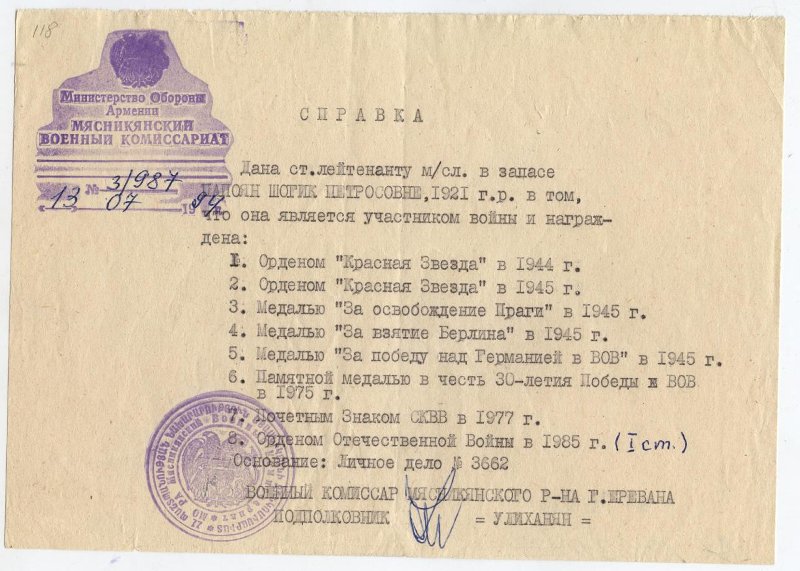 118
Министерство Обороны
Армении
МЯСНИКЯНСКИЙ
ВОЕННЫЙ КОМИССАРИАТ
№ 3/987
13 07 1994
СПРАВКА
Дана ст.лейтенанту м/сл. в запасе
ПАПОЯН ШОГИК ПЕТРОСОВНЕ, 1921 г.р. в том,
что она является участником войны и награж-
дена:
1. Орденом "Красная Звезда" в 1944 г.
2. Орденом "Красная Звезда" в 1945 г.
3. Медалью "За освобождение Праги" в 1945 г.
4. Медалью "За взятие Берлина" в 1945 г.
5. Медалью "За победу над Германией в ВОВ" в 1945 г.
6. Памятной медалью в честь 30-летия Победы в ВОВ
в 1975 г.
7. Почетным Знаком СКВВ в 1977 г.
8. Орденом Отечественной Войны в 1985 г. (I ст.)
Основание: Личное дело № 3662
ВОЕННЫЙ КОМИССАР МЯСНИКЯНСКОГО Р-НА Г.ЕРЕВАНА
ПОДПОЛКОВНИК = УЛИХАНЯН =